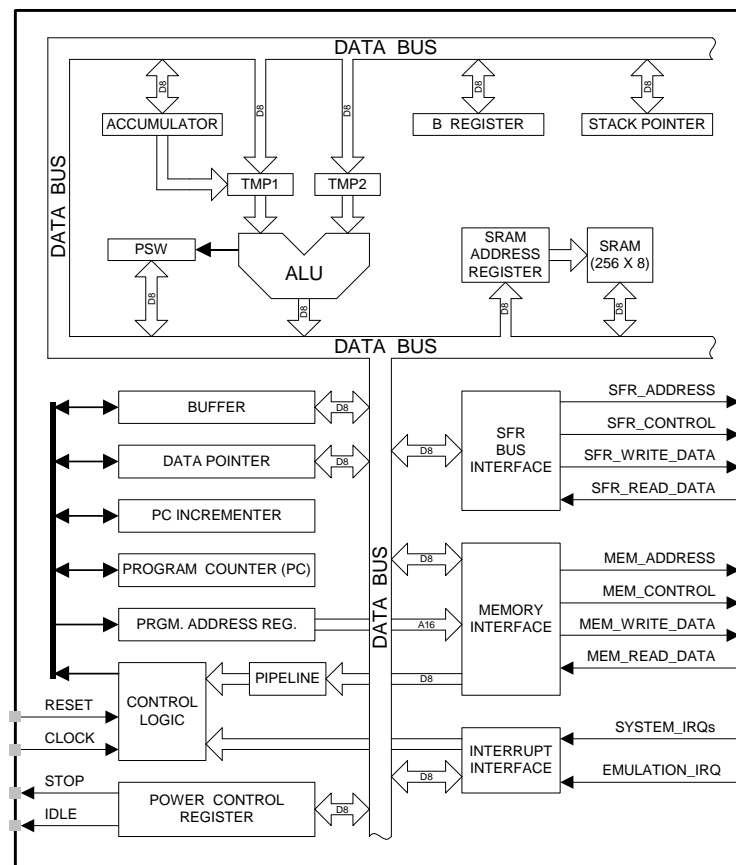 DATA BUS
D8
D8
D8
D8
D8
ACCUMULATOR
B REGISTER
STACK POINTER
DATA BUS
TMP1
TMP2
PSW
ALU
SRAM
ADDRESS
REGISTER
SRAM
(256 X 8)
D8
D8
D8
D8
DATA BUS
BUFFER
D8
SFR_ADDRESS
SFR_CONTROL
SFR
BUS
INTERFACE
D8
DATA POINTER
D8
SFR_WRITE_DATA
SFR_READ_DATA
PC INCREMENTER
DATA BUS
PROGRAM COUNTER (PC)
D8
MEM_ADDRESS
MEM_CONTROL
MEMORY
INTERFACE
PRGM. ADDRESS REG.
A16
MEM_WRITE_DATA
MEM_READ_DATA
PIPELINE
D8
CONTROL
LOGIC
RESET
CLOCK
SYSTEM_IRQs
INTERRUPT
INTERFACE
D8
EMULATION_IRQ
STOP
IDLE
POWER CONTROL
REGISTER
D8